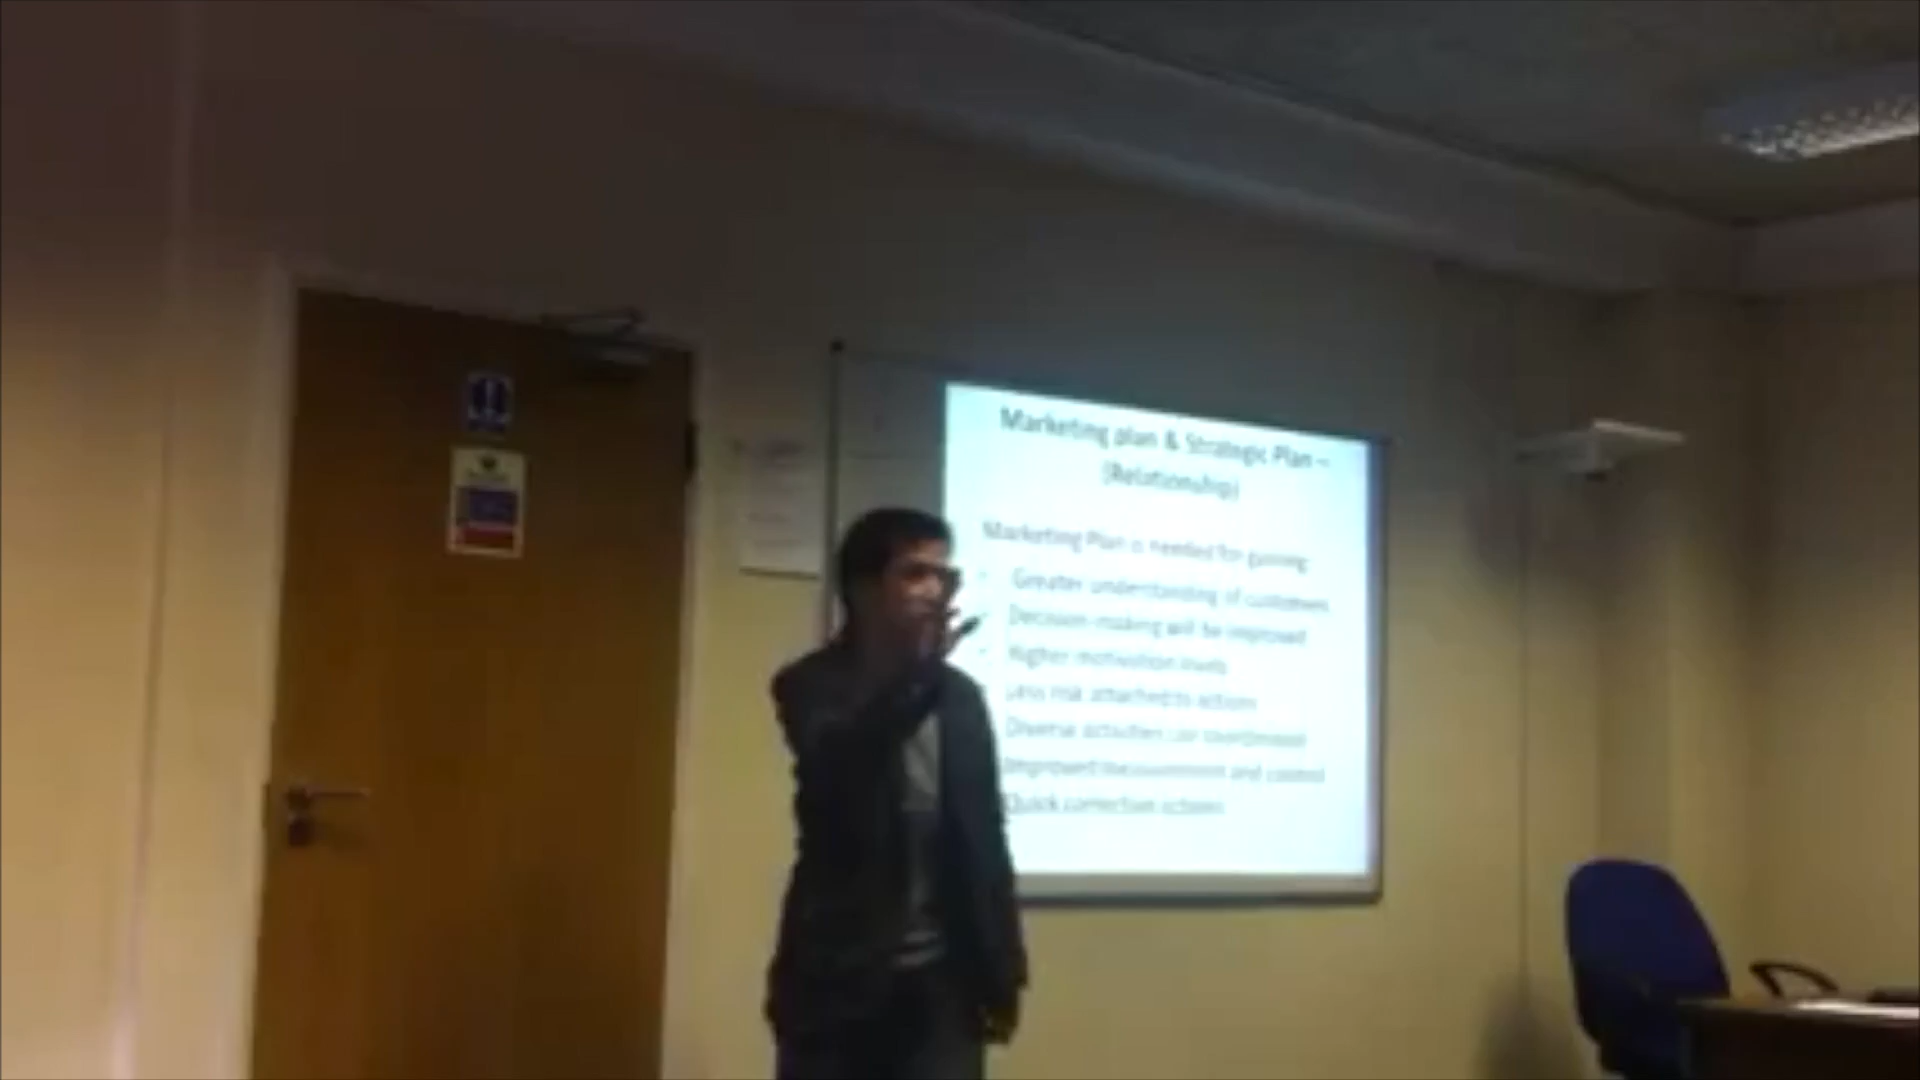 Marketing plan & Strategic Plan –
(Relationship)
Marketing Plan is needed for gaining
Greater understanding of customers
Decision-making will be improved
Higher motivation levels
Less risk attached to actions
Diverse activities can coordinated
Improved measurement and control
Quick corrective actions